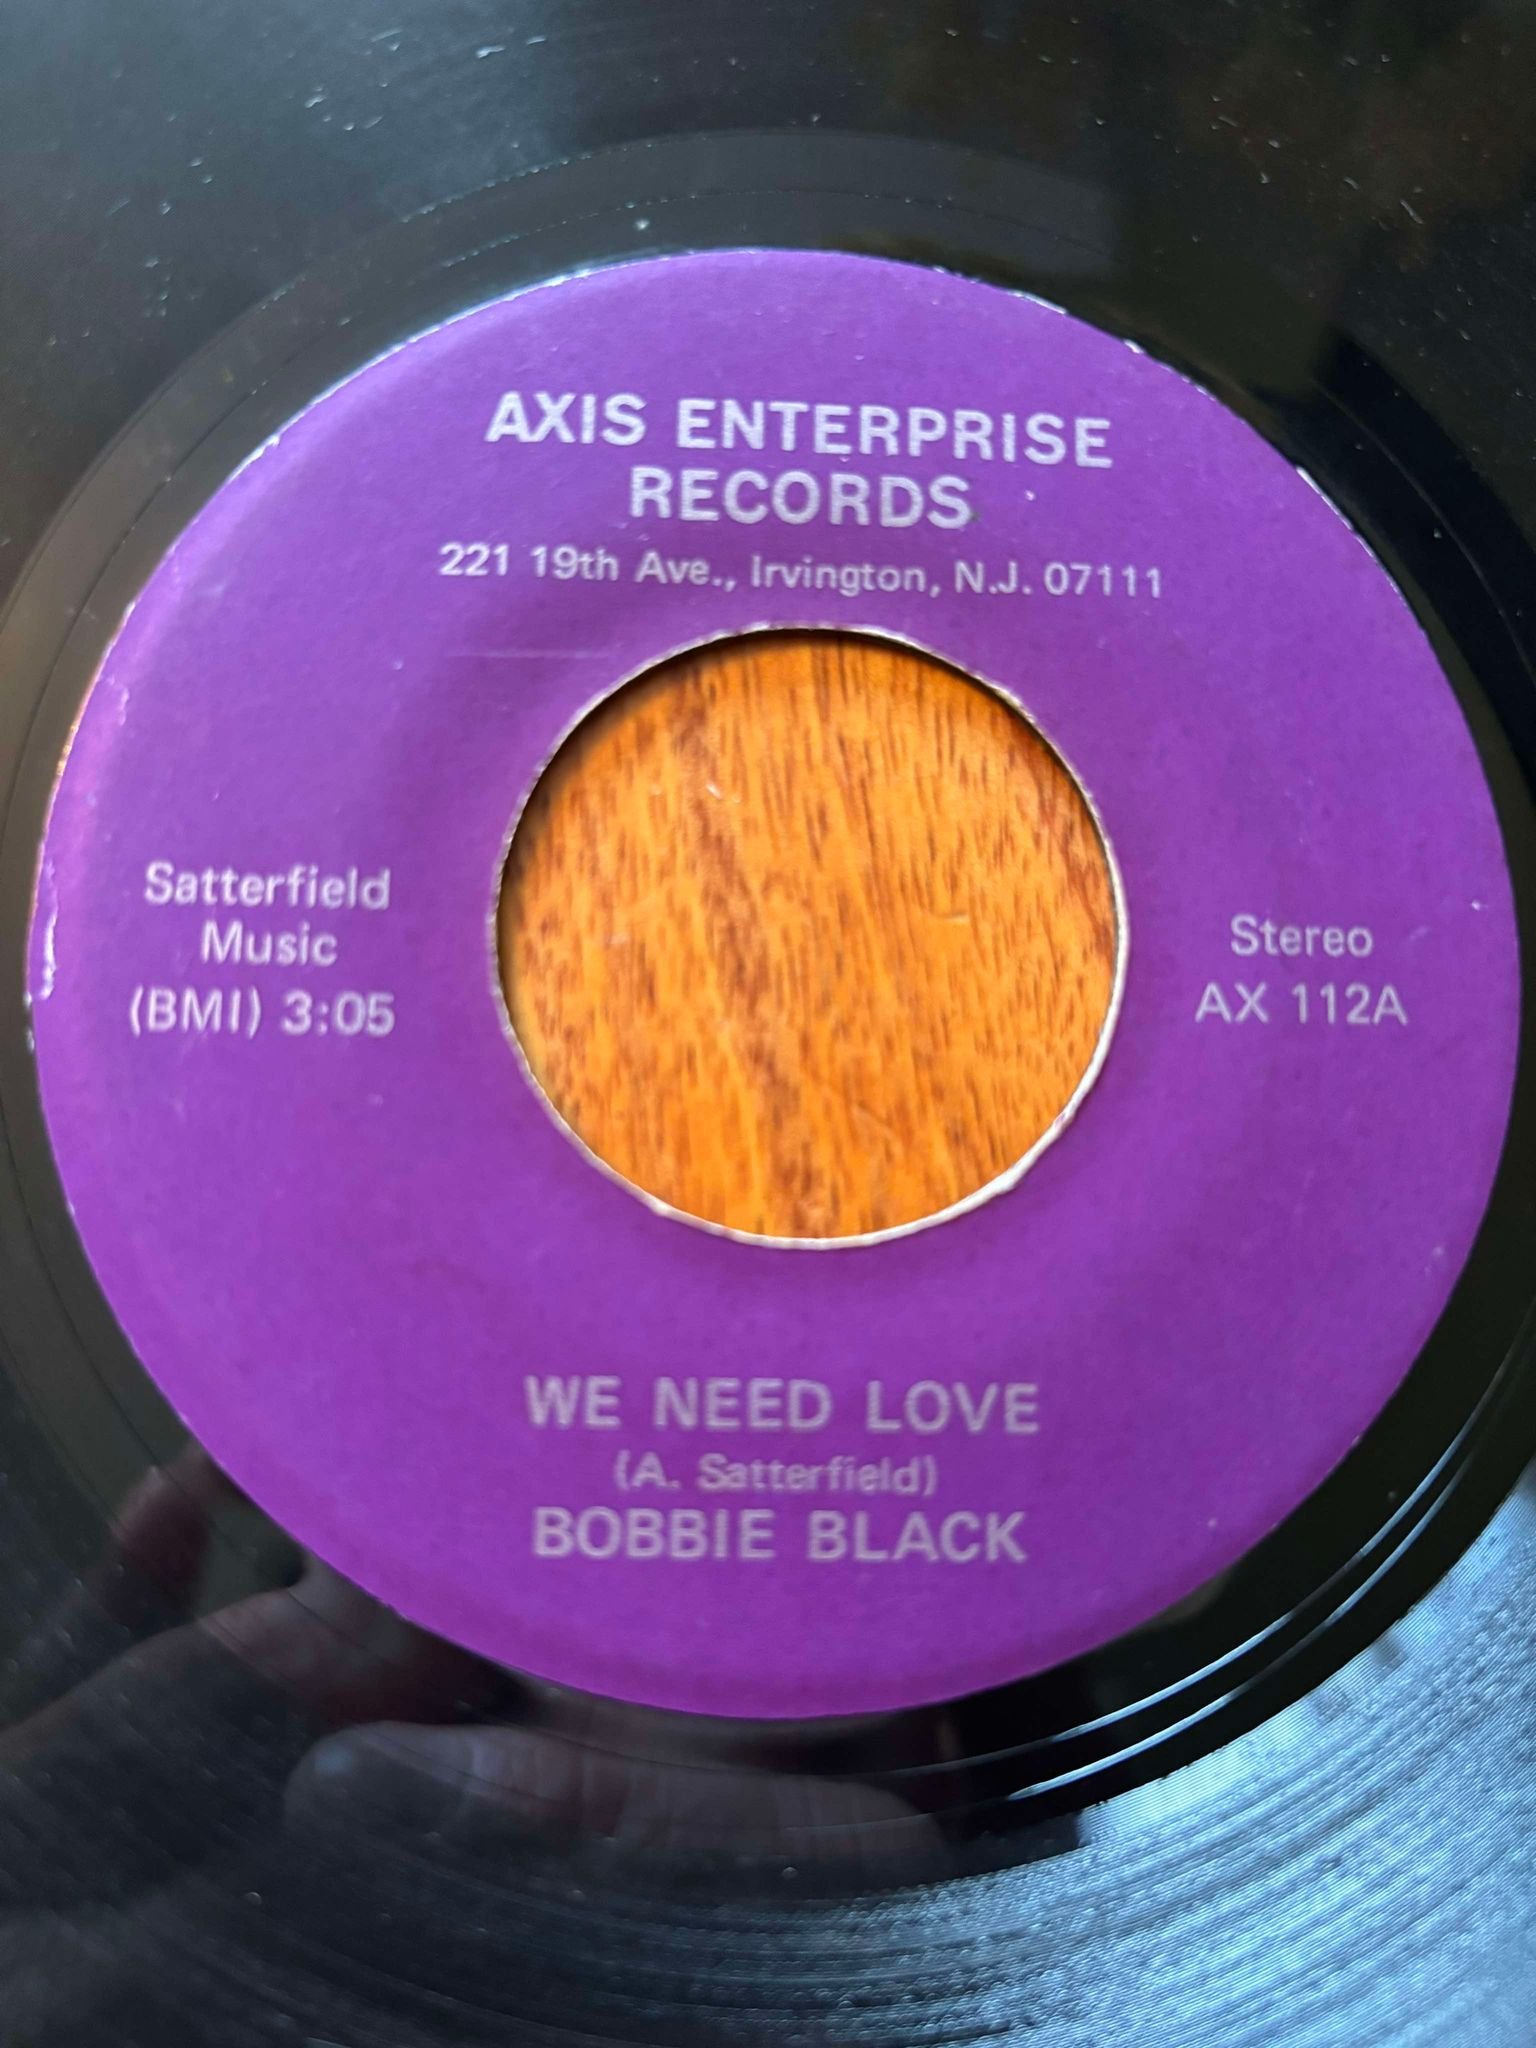 AXIS ENTERPRISE
RECORDS
221 19th Ave., Irvington, N.J. 07111
Satterfield
Music
(BMI) 3:05
Stereo
AX 112A
WE NEED LOVE
(A. Satterfield)
BOBBIE BLACK